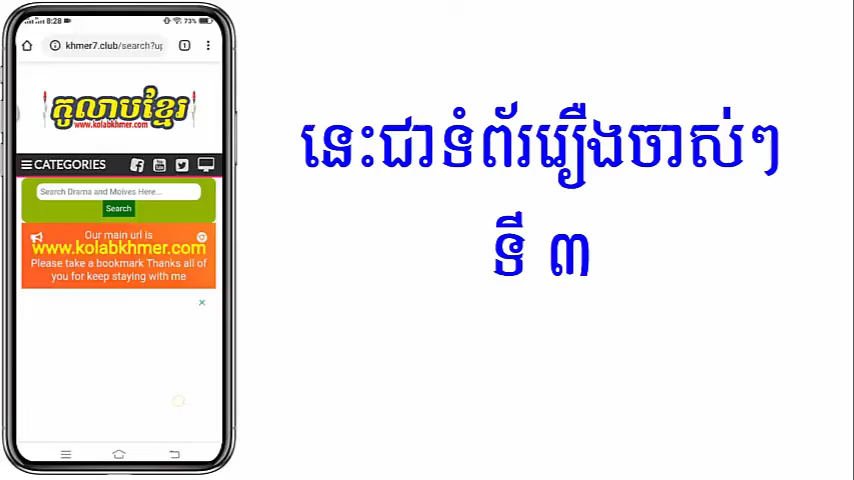 8:28
73%
khmer7.club/search?up
1
កូលាបខ្មែរ
www.kolabkhmer.com
CATEGORIES
Search Drama and Moives Here...
Search
Our main url is
www.kolabkhmer.com
Please take a bookmark Thanks all of
you for keep staying with me
នេះជាទំព័ររឿងចាស់ៗ
ទី ៣